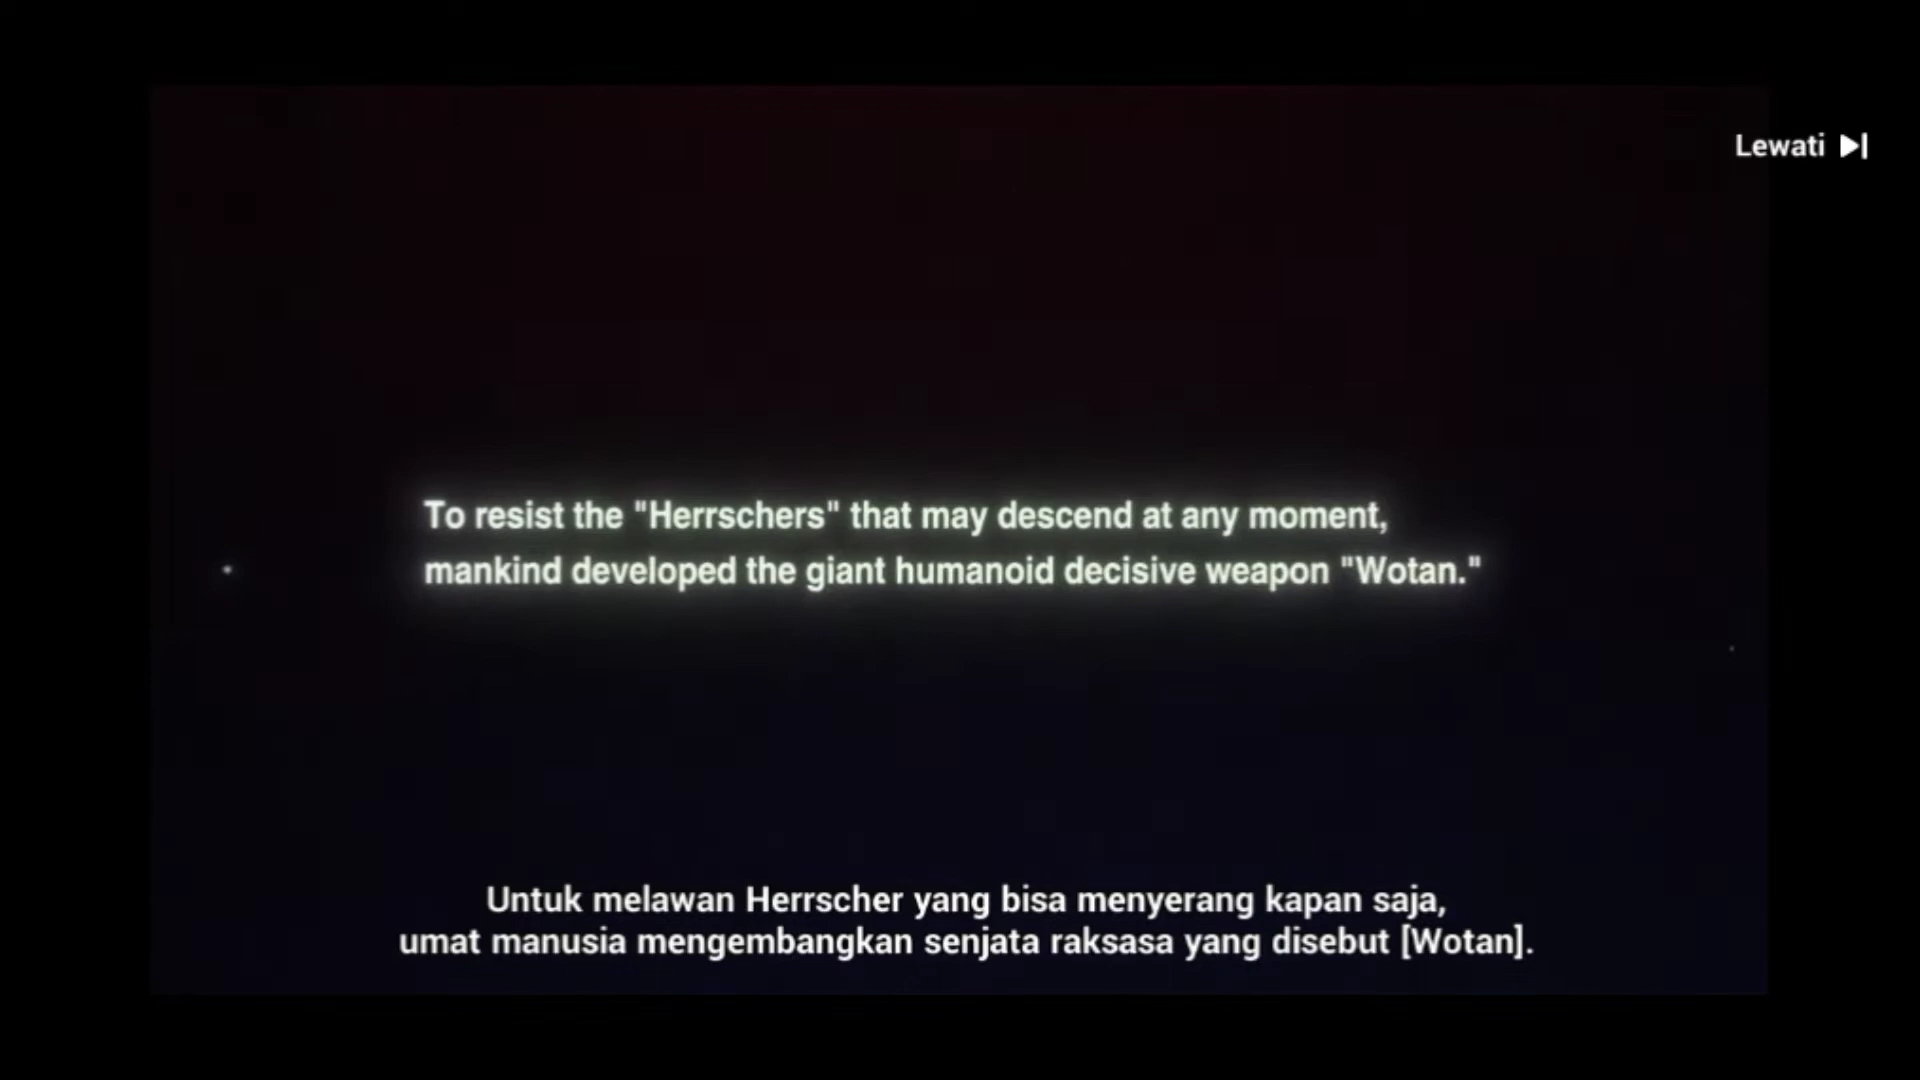 Lewati
To resist the "Herrschers" that may descend at any moment,
mankind developed the giant humanoid decisive weapon "Wotan."
Untuk melawan Herrscher yang bisa menyerang kapan saja,
umat manusia mengembangkan senjata raksasa yang disebut [Wotan].